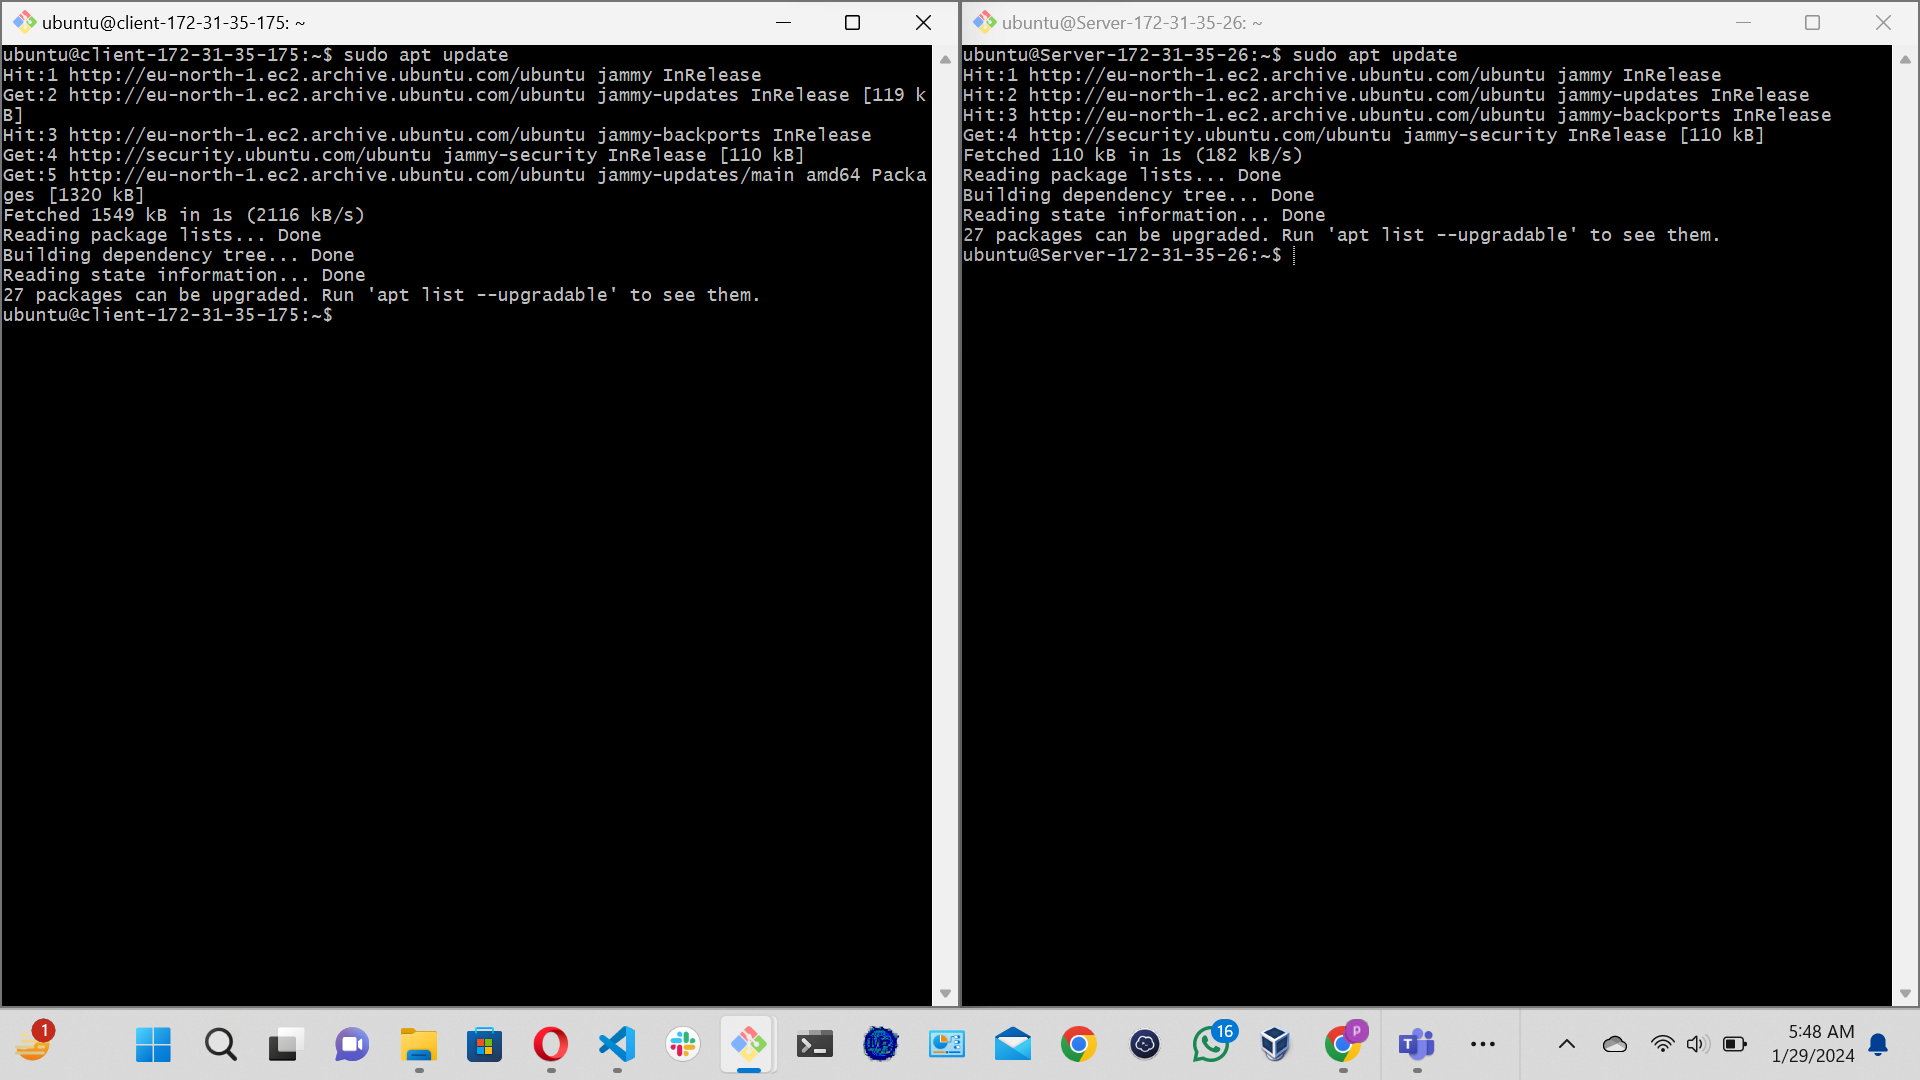 ubuntu@client-172-31-35-175: ~
ubuntu@client-172-31-35-175:~$ sudo apt update
Hit:1 http://eu-north-1.ec2.archive.ubuntu.com/ubuntu jammy InRelease
Get:2 http://eu-north-1.ec2.archive.ubuntu.com/ubuntu jammy-updates InRelease [119 k
B]
Hit:3 http://eu-north-1.ec2.archive.ubuntu.com/ubuntu jammy-backports InRelease
Get:4 http://security.ubuntu.com/ubuntu jammy-security InRelease [110 kB]
Get:5 http://eu-north-1.ec2.archive.ubuntu.com/ubuntu jammy-updates/main amd64 Packa
ges [1320 kB]
Fetched 1549 kB in 1s (2116 kB/s)
Reading package lists... Done
Building dependency tree... Done
Reading state information... Done
27 packages can be upgraded. Run 'apt list --upgradable' to see them.
ubuntu@client-172-31-35-175:~$
ubuntu@Server-172-31-35-26: ~
ubuntu@Server-172-31-35-26:~$ sudo apt update
Hit:1 http://eu-north-1.ec2.archive.ubuntu.com/ubuntu jammy InRelease
Hit:2 http://eu-north-1.ec2.archive.ubuntu.com/ubuntu jammy-updates InRelease
Hit:3 http://eu-north-1.ec2.archive.ubuntu.com/ubuntu jammy-backports InRelease
Get:4 http://security.ubuntu.com/ubuntu jammy-security InRelease [110 kB]
Fetched 110 kB in 1s (182 kB/s)
Reading package lists... Done
Building dependency tree... Done
Reading state information... Done
27 packages can be upgraded. Run 'apt list --upgradable' to see them.
ubuntu@Server-172-31-35-26:~$
1
16
P
T
5:48 AM
1/29/2024